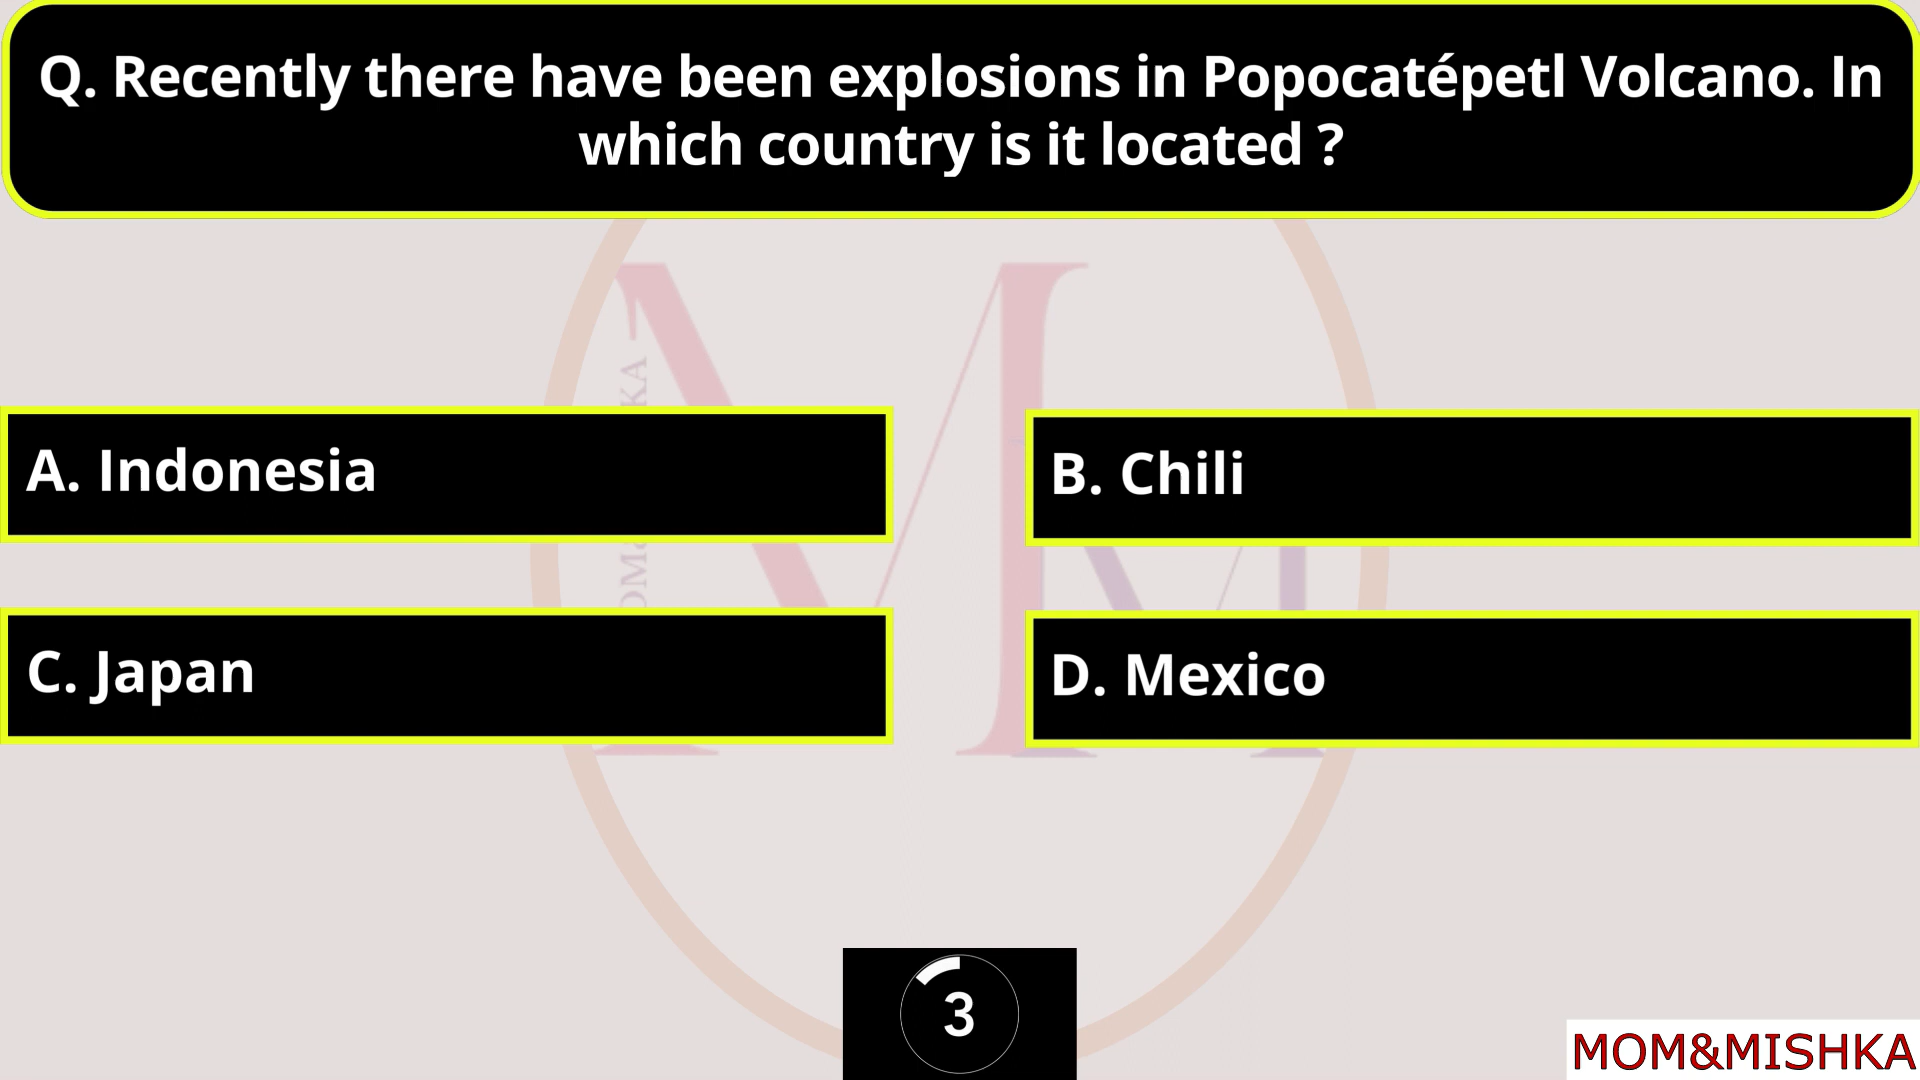 Q. Recently there have been explosions in Popocatépetl Volcano. In
which country is it located ?
A. Indonesia
B. Chili
C. Japan
D. Mexico
3
MOM&MISHKA